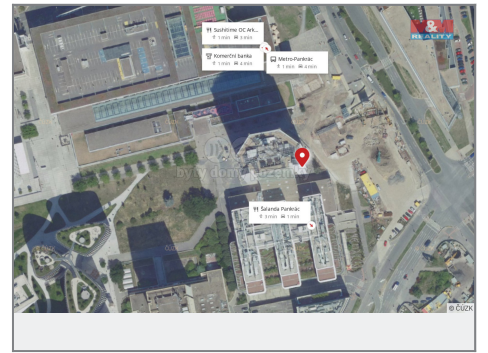 M&M
REALITY
Sushitime OC Ark...
1 min 3 min
Komerční banka
1 min 4 min
Metro-Pankrác
1 min 4 min
Šalanda Pankrác
3 min 1 min
© ČÚZK